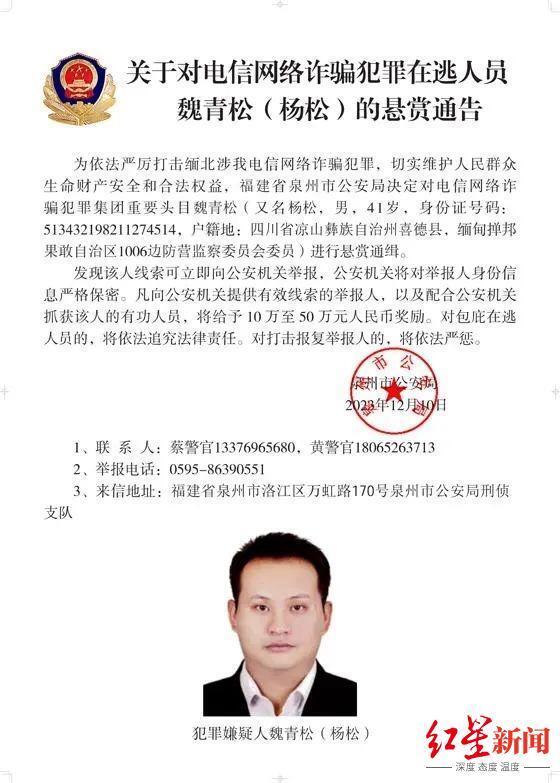 关于对电信网络诈骗犯罪在逃人员
魏青松（杨松）的悬赏通告
为依法严厉打击缅北涉我电信网络诈骗犯罪，切实维护人民群众
生命财产安全和合法权益，福建省泉州市公安局决定对电信网络诈
骗犯罪集团重要头目魏青松（又名杨松，男，41岁，身份证号码：
513432198211274514，户籍地：四川省凉山彝族自治州喜德县，缅甸掸邦
果敢自治区1006边防营监察委员会委员）进行悬赏通缉。
发现该人线索可立即向公安机关举报，公安机关将对举报人身份信
息严格保密。凡向公安机关提供有效线索的举报人，以及配合公安机关
抓获该人的有功人员，将给予10万至50万元人民币奖励。对包庇在逃
人员的，将依法追究法律责任。对打击报复举报人的，将依法严惩。
泉州市公安局
2023年12月10日
1、联 系 人：蔡警官13376965680，黄警官18065263713
2、举报电话：0595-86390551
3、来信地址：福建省泉州市洛江区万虹路170号泉州市公安局刑侦
支队
犯罪嫌疑人魏青松（杨松）
红星新闻
深度 态度 温度